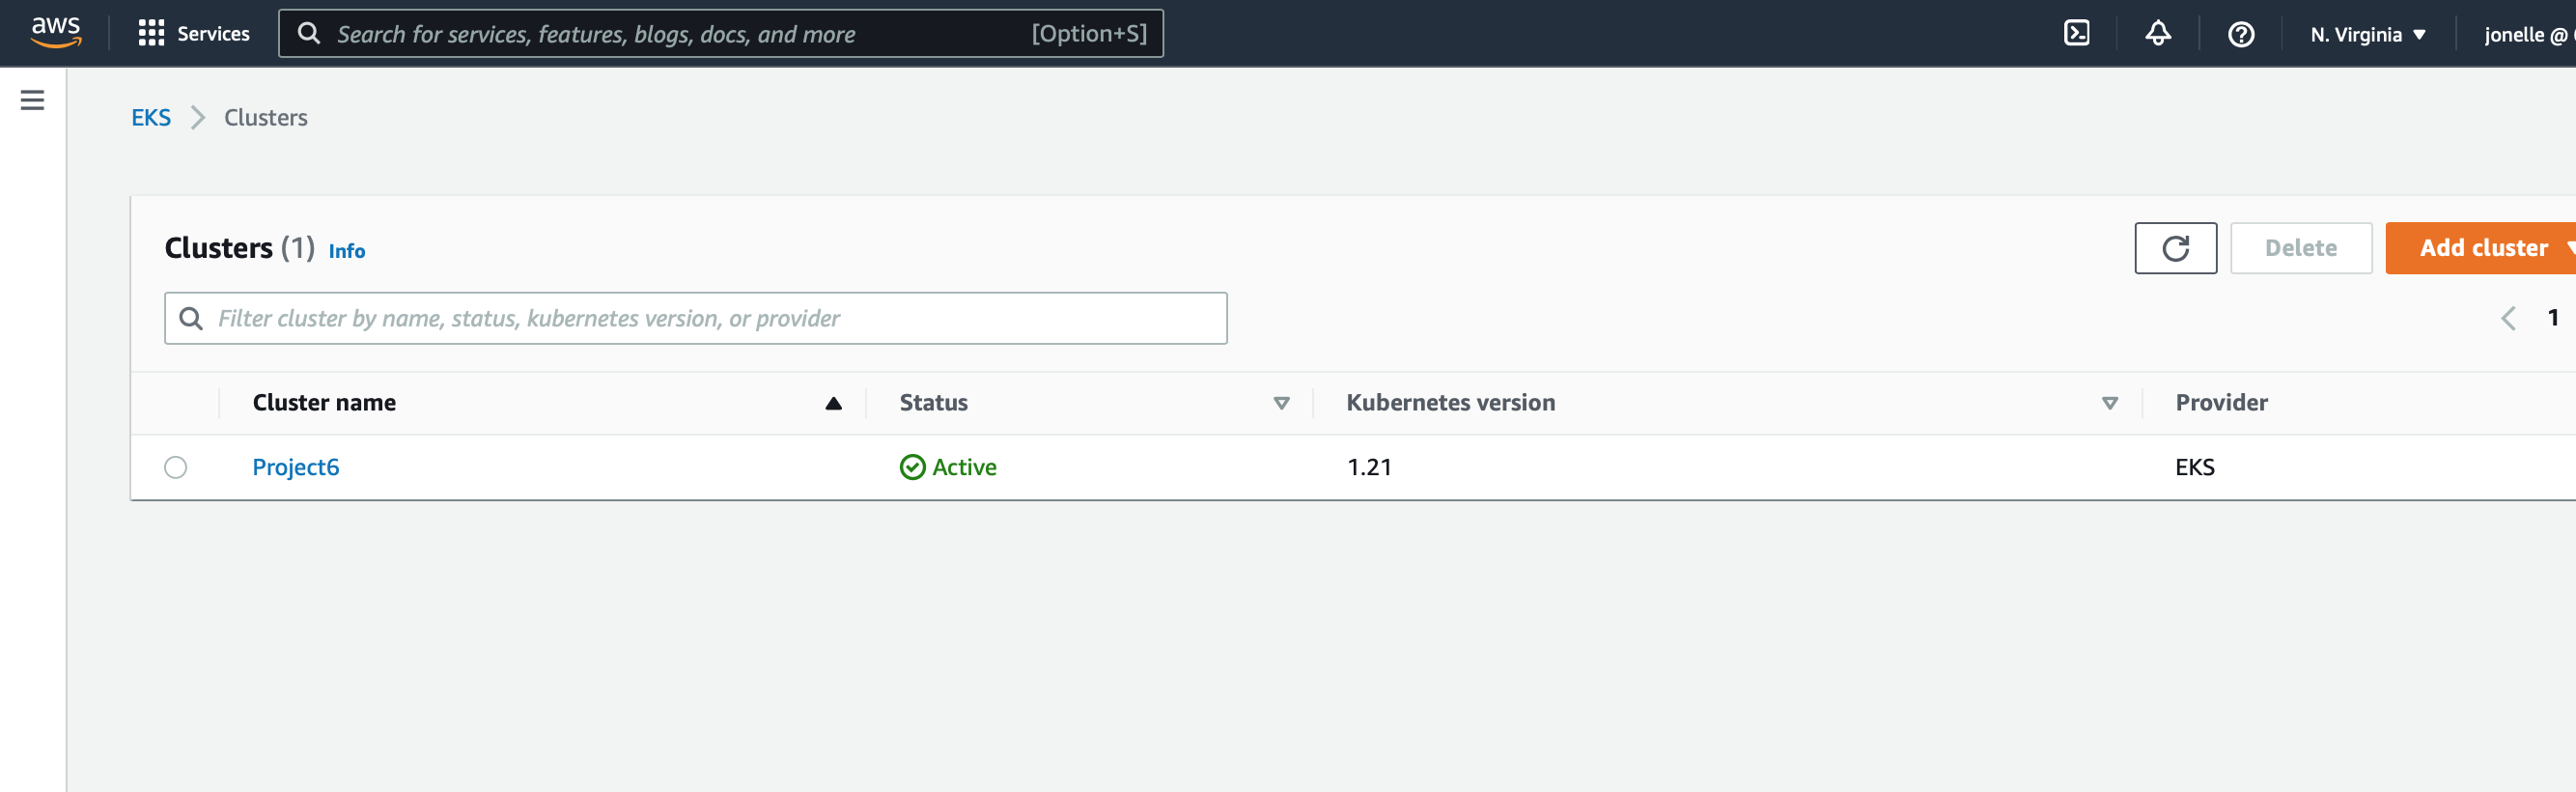 aws Services Search for services, features, blogs, docs, and more [Option+S] N. Virginia jonelle @
EKS Clusters
Clusters (1) Info Delete Add cluster
Filter cluster by name, status, kubernetes version, or provider 1
Cluster name Status Kubernetes version Provider
Project6 Active 1.21 EKS